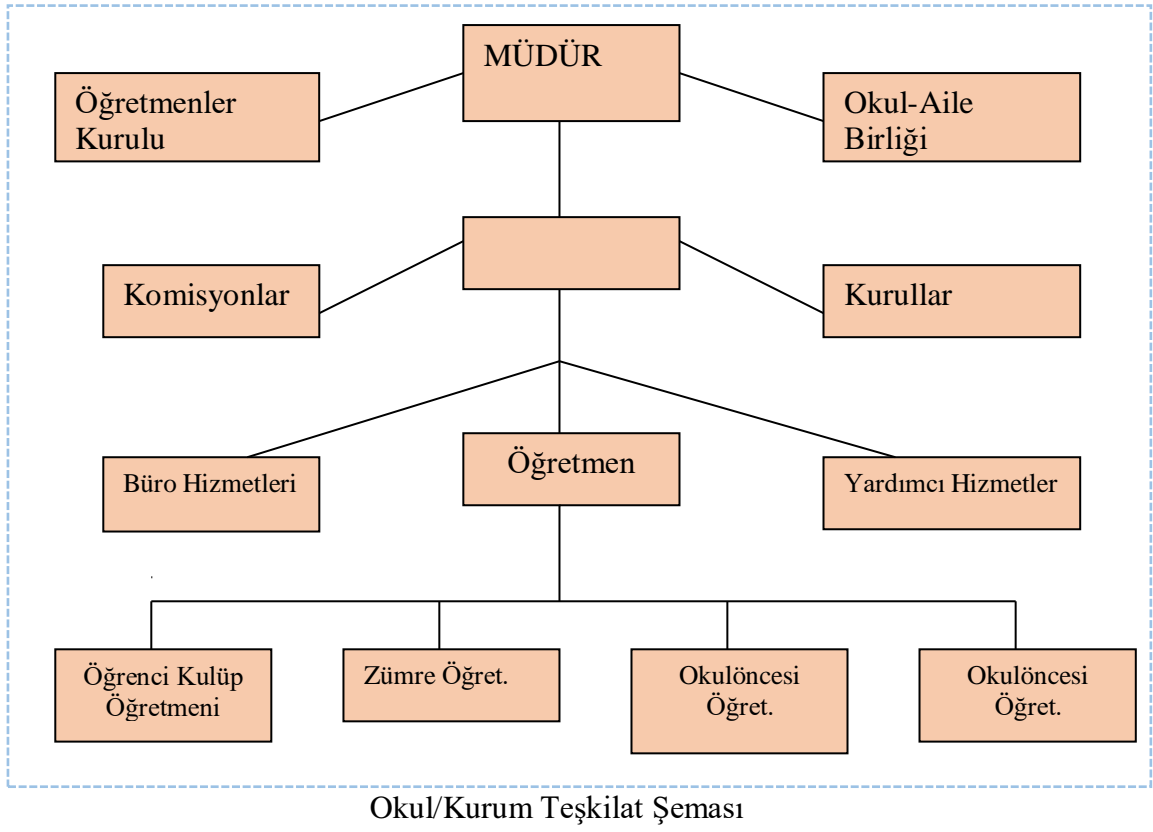 MÜDÜR
Öğretmenler
Kurulu
Okul-Aile
Birliği
Komisyonlar
Kurullar
Büro Hizmetleri
Öğretmen
Yardımcı Hizmetler
Öğrenci Kulüp
Öğretmeni
Zümre Öğret.
Okulöncesi
Öğret.
Okulöncesi
Öğret.
Okul/Kurum Teşkilat Şeması